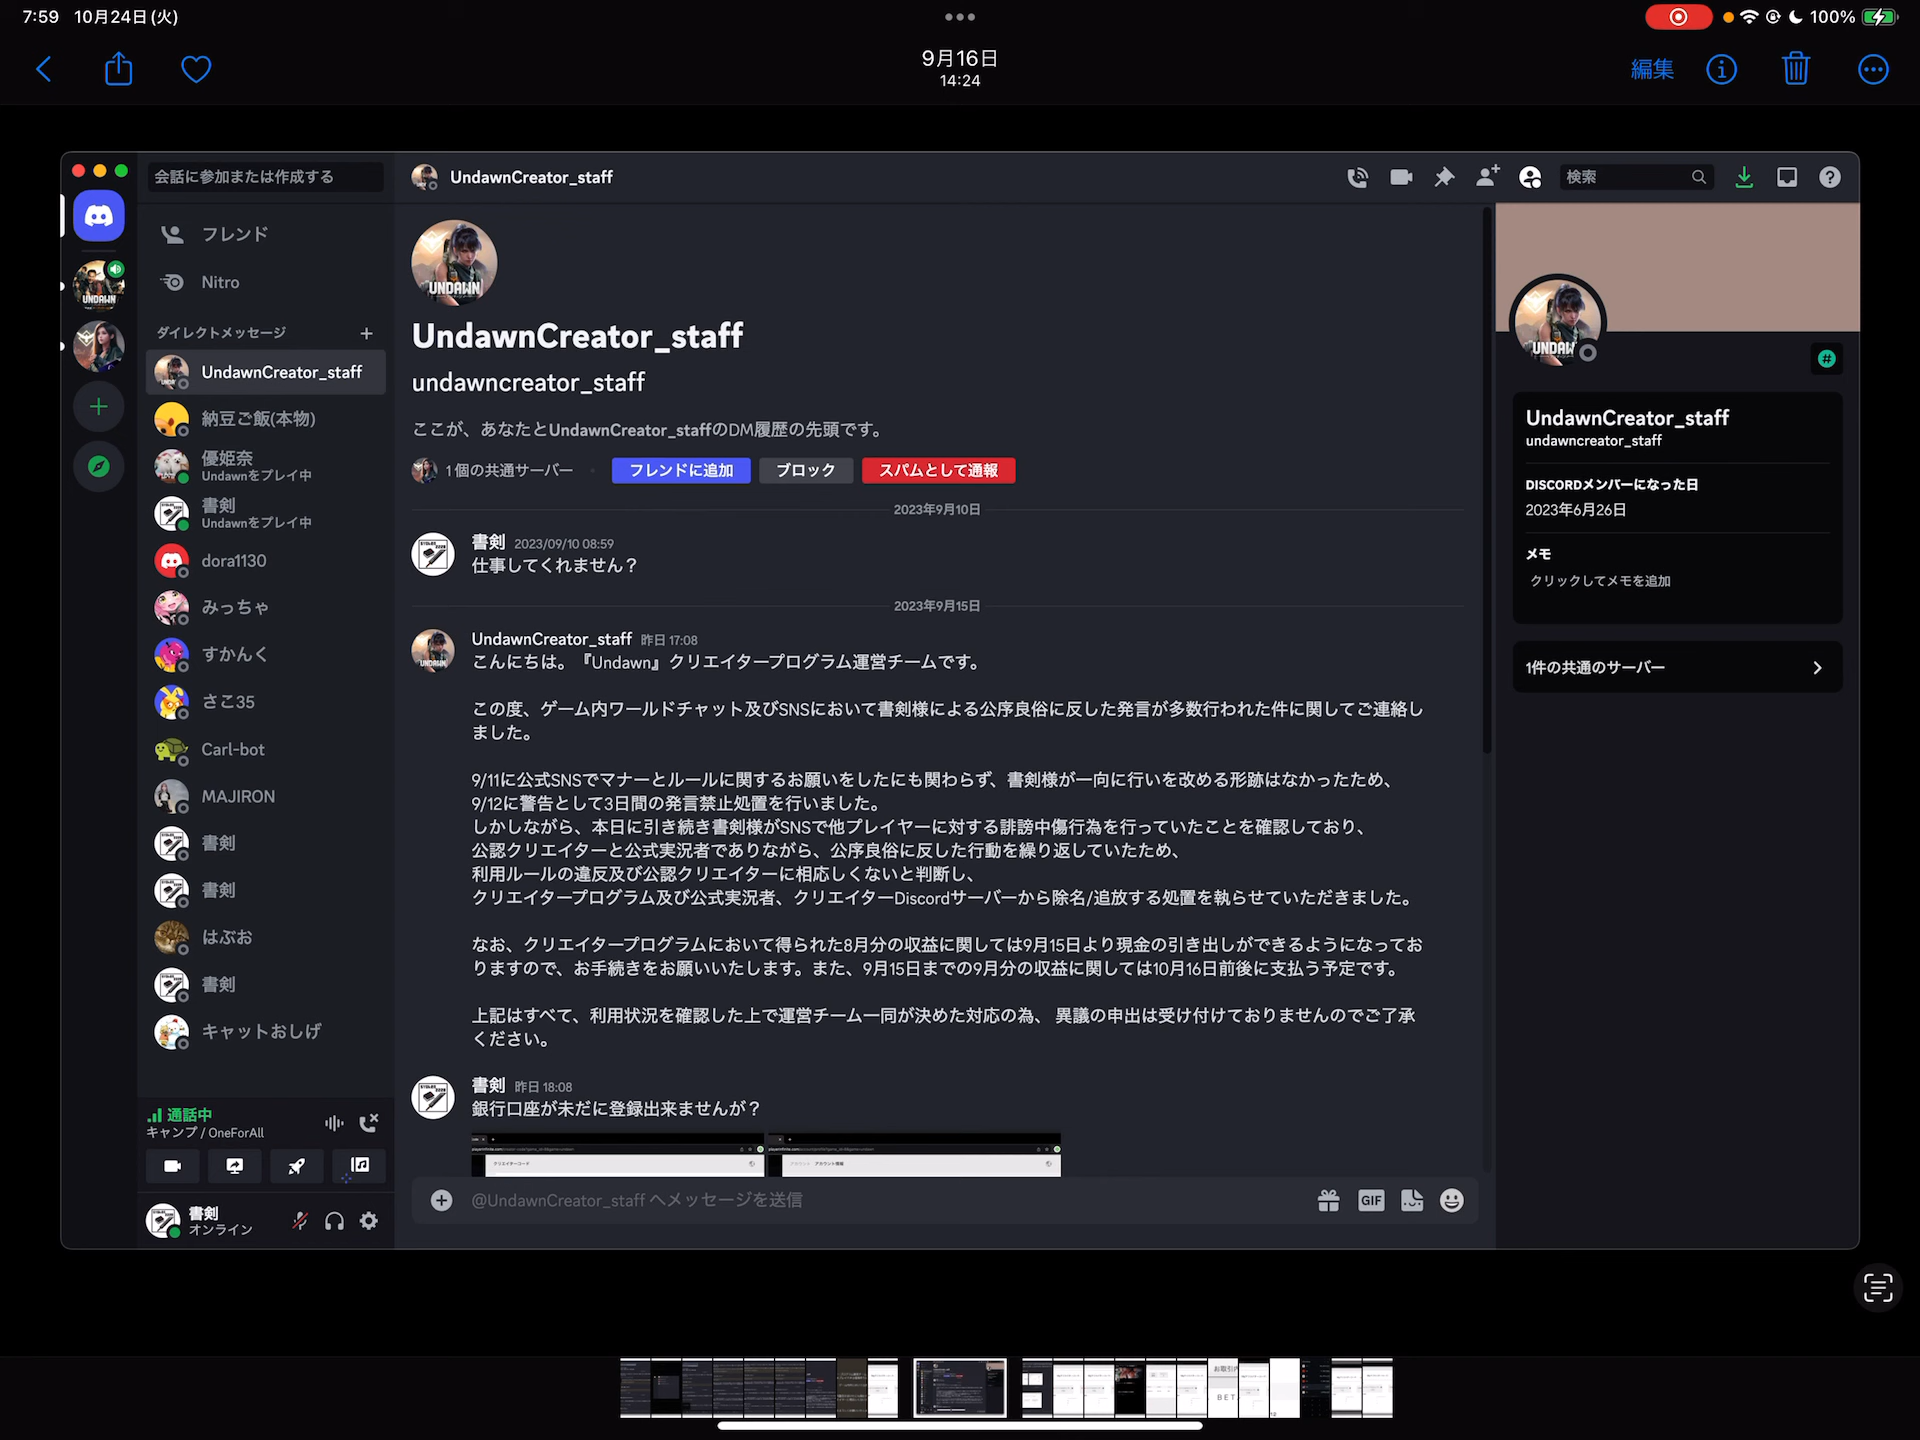 7:59 10月24日(火)
100%
9月16日
14:24
編集
会話に参加または作成する
UndawnCreator_staff
検索
フレンド
Nitro
ダイレクトメッセージ
UndawnCreator_staff
納豆ご飯(本物)
優姫奈
Undawnをプレイ中
書剣
Undawnをプレイ中
dora1130
みっちゃ
すかんく
さこ35
Carl-bot
MAJIRON
書剣
書剣
はぶお
書剣
キャットおしげ
通話中
キャンプ / OneForAll
書剣
オンライン
UNDAWN
UndawnCreator_staff
undawncreator_staff
ここが、あなたとUndawnCreator_staffのDM履歴の先頭です。
1個の共通サーバー
フレンドに追加
ブロック
スパムとして通報
2023年9月10日
書剣 2023/09/10 08:59
仕事してくれません？
2023年9月15日
UndawnCreator_staff 昨日 17:08
こんにちは。『Undawn』クリエイタープログラム運営チームです。
この度、ゲーム内ワールドチャット及びSNSにおいて書剣様による公序良俗に反した発言が多数行われた件に関してご連絡し
ました。
9/11に公式SNSでマナーとルールに関するお願いをしたにも関わらず、書剣様が一向に行いを改める形跡はなかったため、
9/12に警告として3日間の発言禁止処置を行いました。
しかしながら、本日に引き続き書剣様がSNSで他プレイヤーに対する誹謗中傷行為を行っていたことを確認しており、
公認クリエイターと公式実況者でありながら、公序良俗に反した行動を繰り返していたため、
利用ルールの違反及び公認クリエイターに相応しくないと判断し、
クリエイタープログラム及び公式実況者、クリエイターDiscordサーバーから除名/追放する処置を執らせていただきました。
なお、クリエイタープログラムにおいて得られた8月分の収益に関しては9月15日より現金の引き出しができるようになってお
りますので、お手続きをお願いいたします。また、9月15日までの9月分の収益に関しては10月16日前後に支払う予定です。
上記はすべて、利用状況を確認した上で運営チーム一同が決めた対応の為、 異議の申出は受け付けておりませんのでご了承
ください。
書剣 昨日 18:08
銀行口座が未だに登録出来ませんが？
クリエイターコード
アカウント情報
@UndawnCreator_staff へメッセージを送信
GIF
UndawnCreator_staff
undawncreator_staff
DISCORDメンバーになった日
2023年6月26日
メモ
クリックしてメモを追加
1件の共通のサーバー